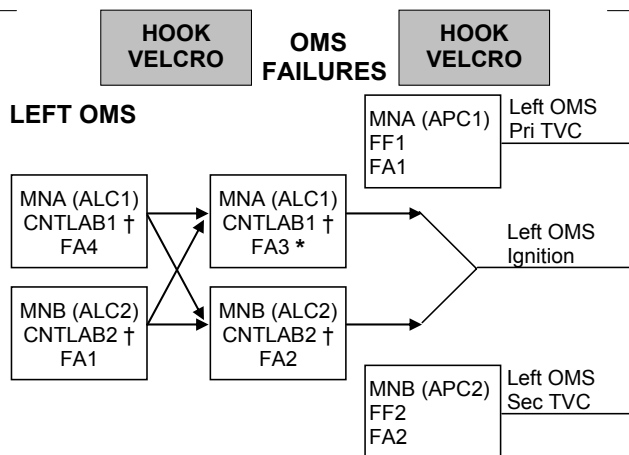 HOOK
VELCRO
OMS
FAILURES
HOOK
VELCRO
LEFT OMS
MNA (APC1)
FF1
FA1
Left OMS
Pri TVC
MNA (ALC1)
CNTLAB1 †
FA4
MNA (ALC1)
CNTLAB1 †
FA3 *
Left OMS
Ignition
MNB (ALC2)
CNTLAB2 †
FA1
MNB (ALC2)
CNTLAB2 †
FA2
MNB (APC2)
FF2
FA2
Left OMS
Sec TVC